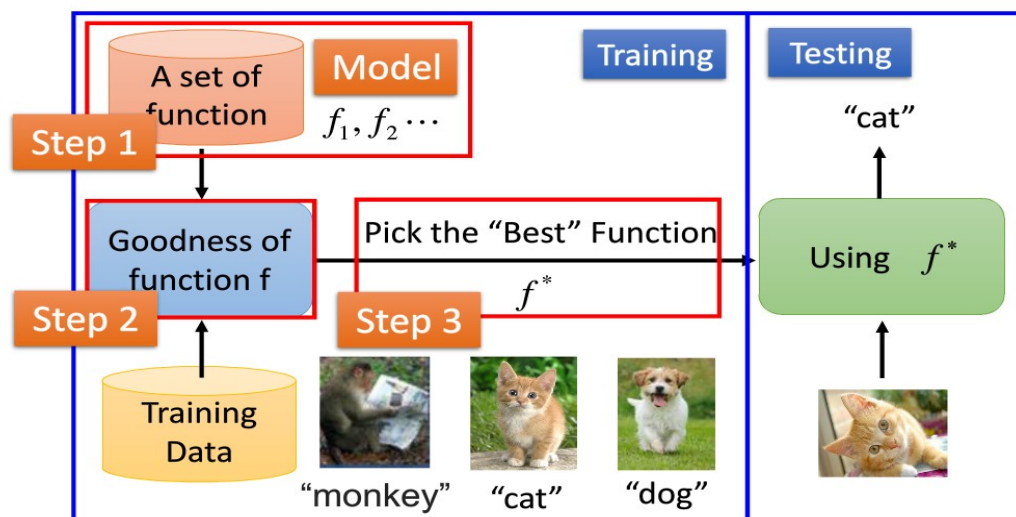 A set of
function
Model
f₁, f₂ ⋯
Training
Testing
Step 1
“cat”
Goodness of
function f
Pick the “Best” Function
f*
Using f*
Step 2
Step 3
Training
Data
“monkey”
“cat”
“dog”